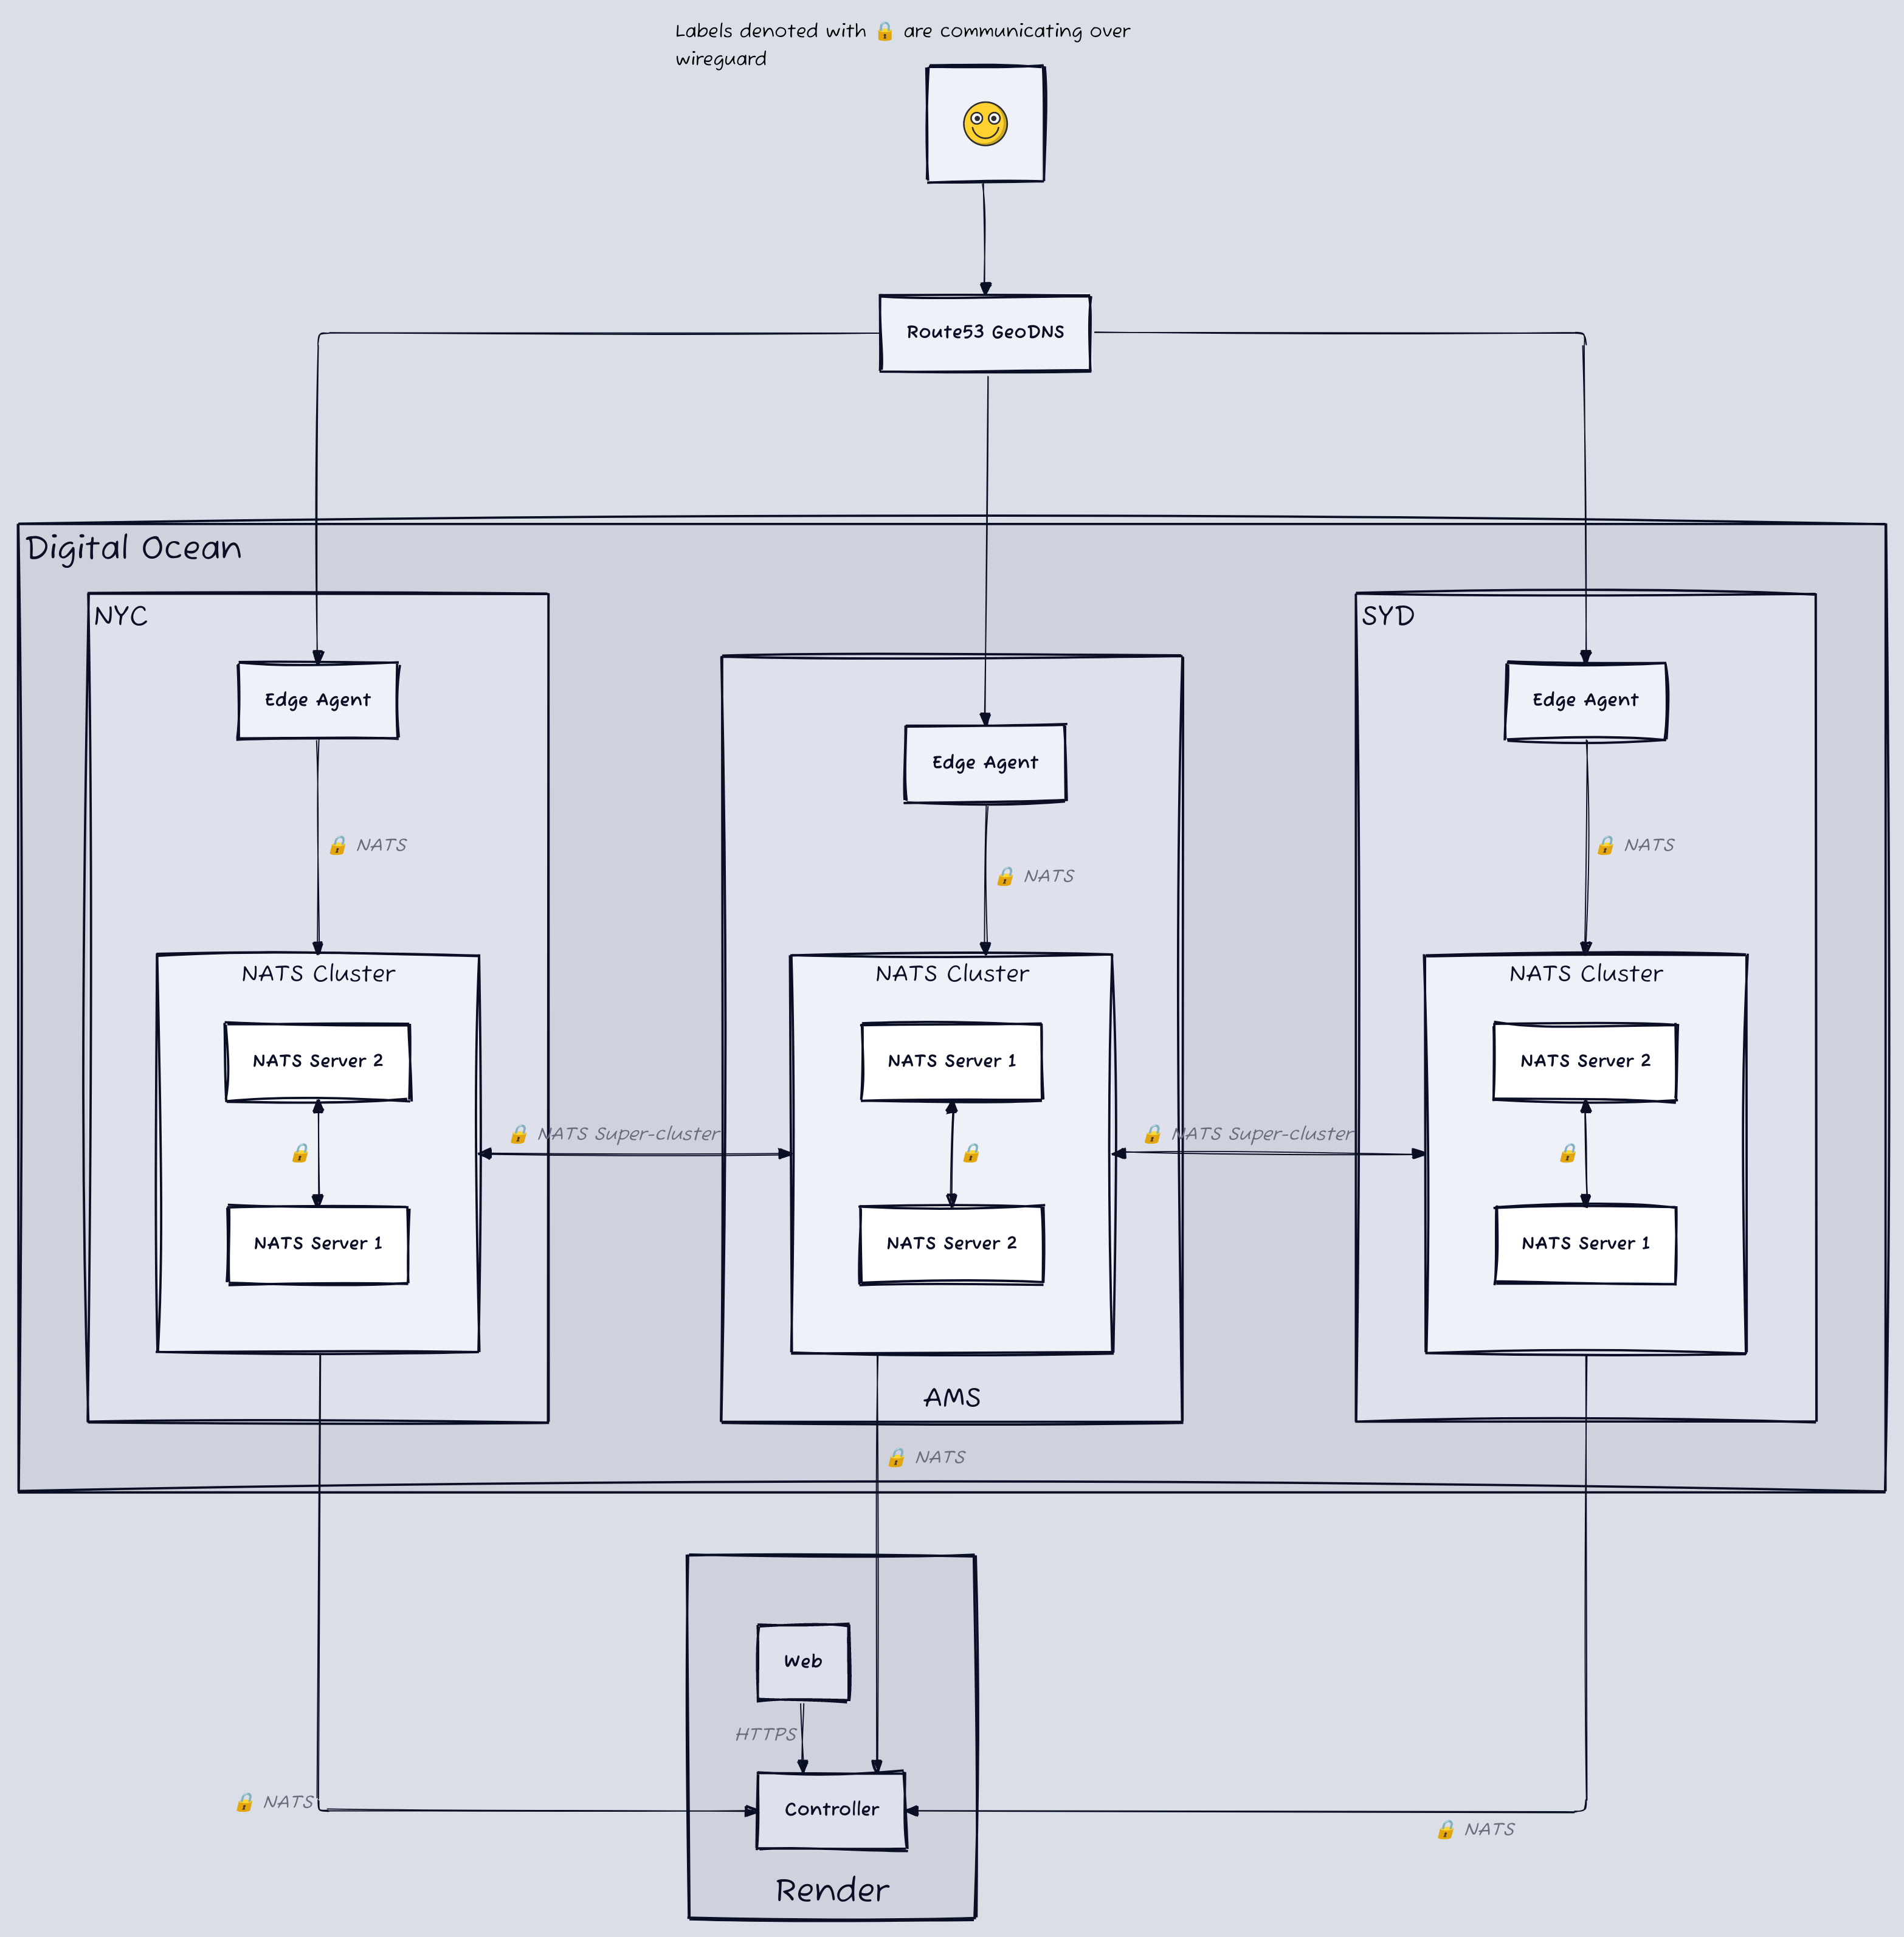 Labels denoted with 🔒 are communicating over
wireguard
Route53 GeoDNS
Digital Ocean
NYC
SYD
Edge Agent
Edge Agent
Edge Agent
🔒 NATS
🔒 NATS
🔒 NATS
NATS Cluster
NATS Cluster
NATS Cluster
NATS Server 2
NATS Server 1
NATS Server 2
🔒 NATS Super-cluster
🔒 NATS Super-cluster
🔒
🔒
🔒
NATS Server 1
NATS Server 2
NATS Server 1
AMS
🔒 NATS
Web
HTTPS
🔒 NATS
Controller
🔒 NATS
Render